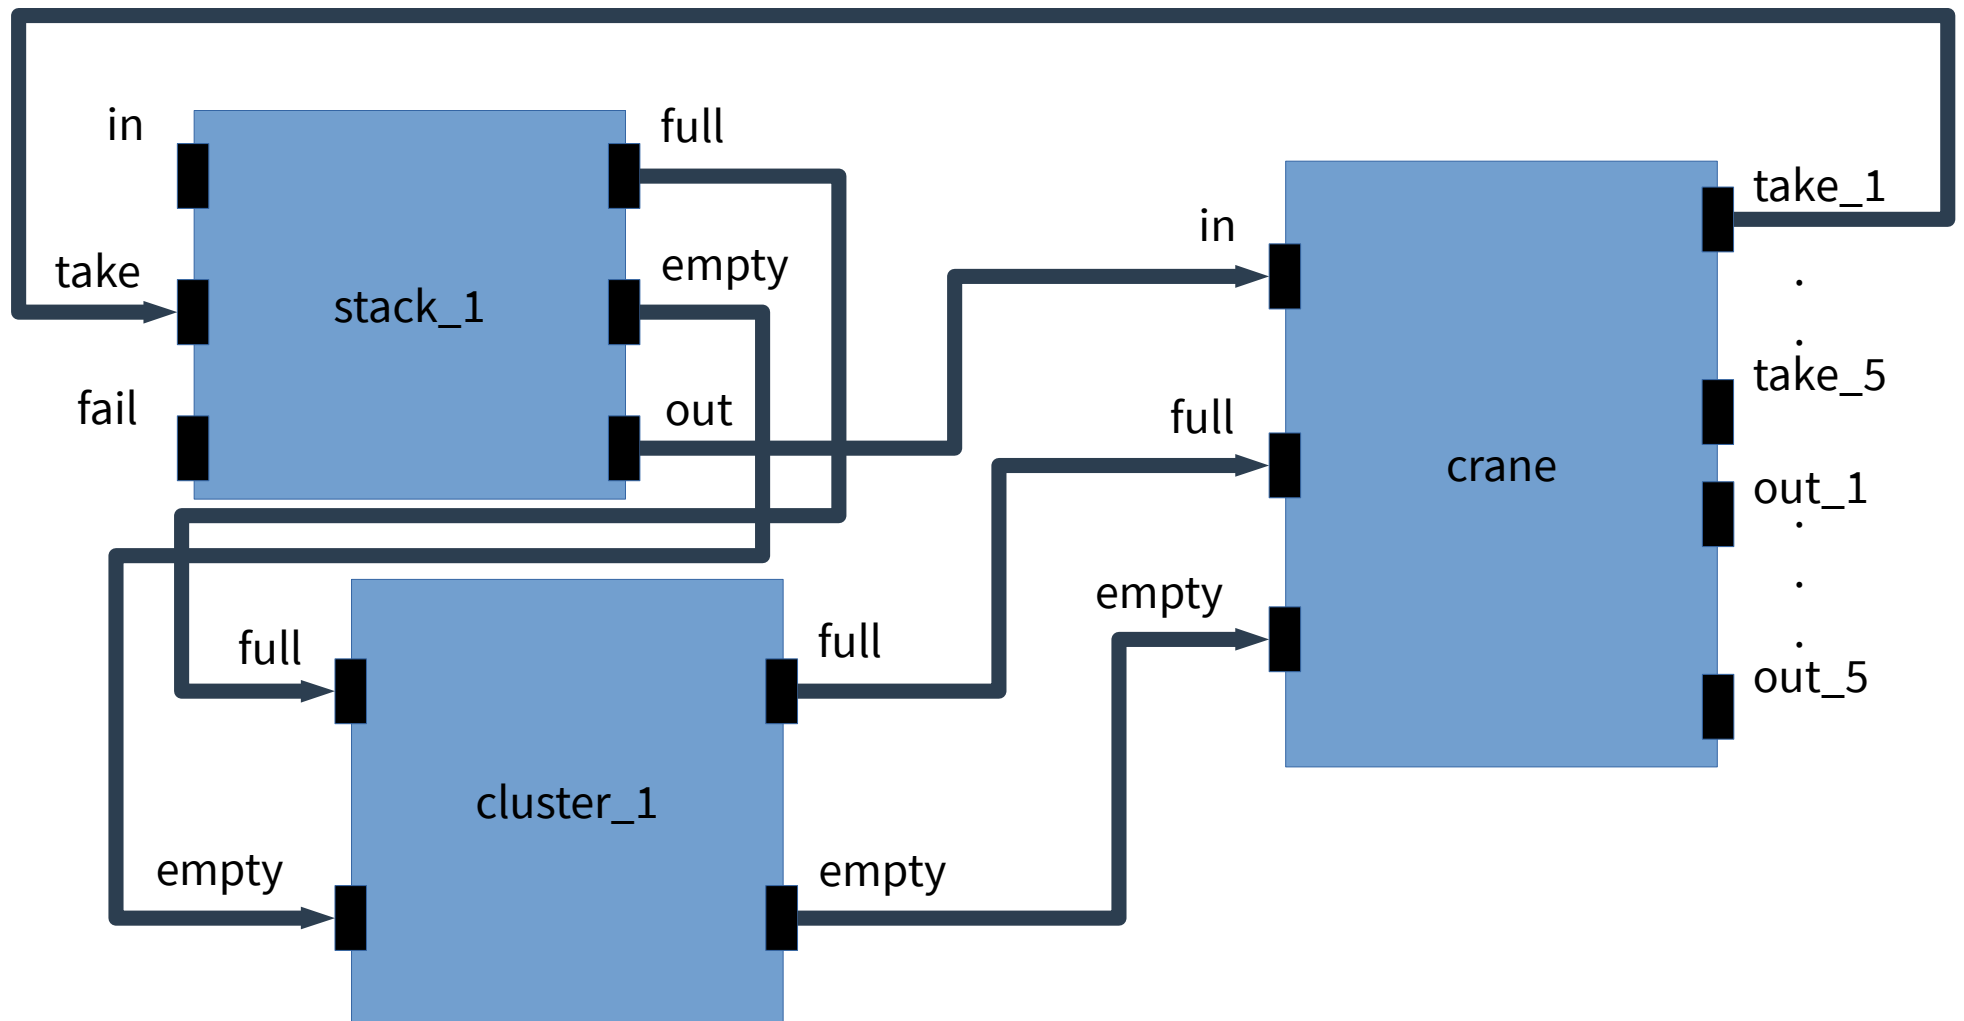 in
full
take
empty
stack_1
fail
out
full
full
cluster_1
empty
empty
in
full
empty
crane
take_1
.
.
take_5
out_1
.
.
.
out_5